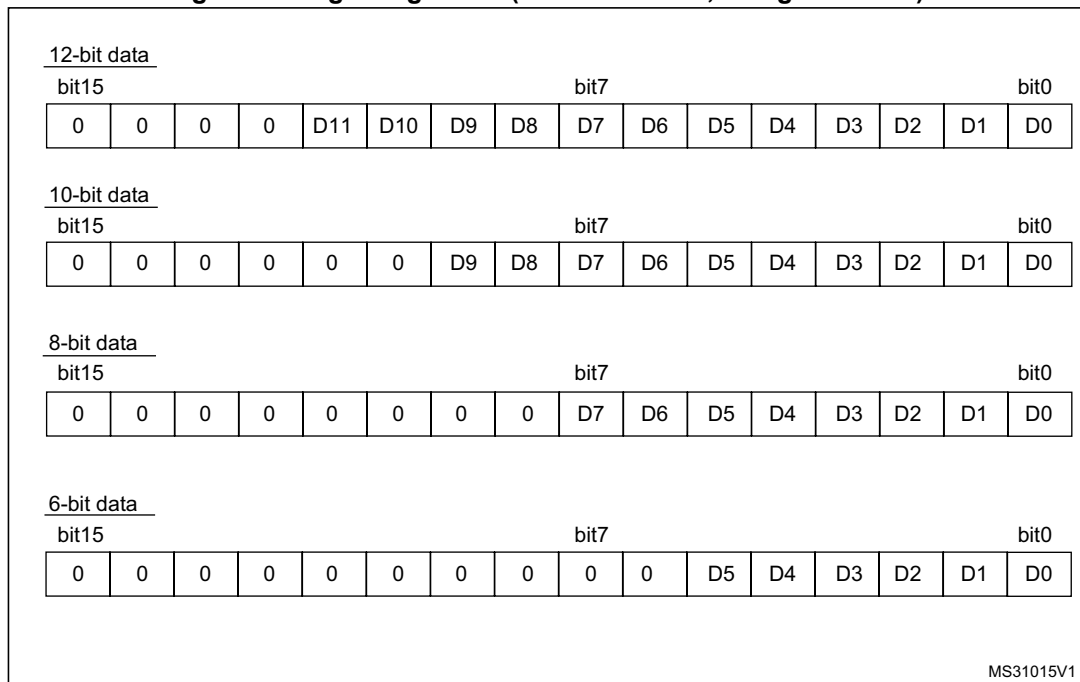 12-bit data
bit15 bit7 bit0
0 0 0 0 D11 D10 D9 D8 D7 D6 D5 D4 D3 D2 D1 D0
10-bit data
bit15 bit7 bit0
0 0 0 0 0 0 D9 D8 D7 D6 D5 D4 D3 D2 D1 D0
8-bit data
bit15 bit7 bit0
0 0 0 0 0 0 0 0 D7 D6 D5 D4 D3 D2 D1 D0
6-bit data
bit15 bit7 bit0
0 0 0 0 0 0 0 0 0 0 D5 D4 D3 D2 D1 D0
MS31015V1